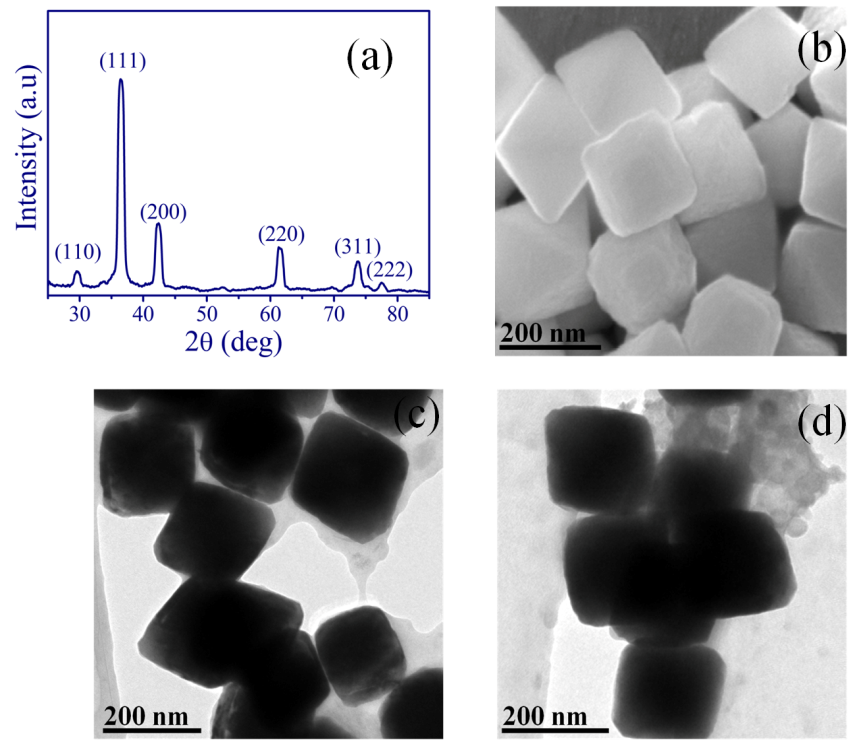 (a)
(111)
(200)
(110)
(220)
(311)
(222)
Intensity (a.u)
30 40 50 60 70 80
2θ (deg)
(b)
200 nm
(c)
200 nm
(d)
200 nm